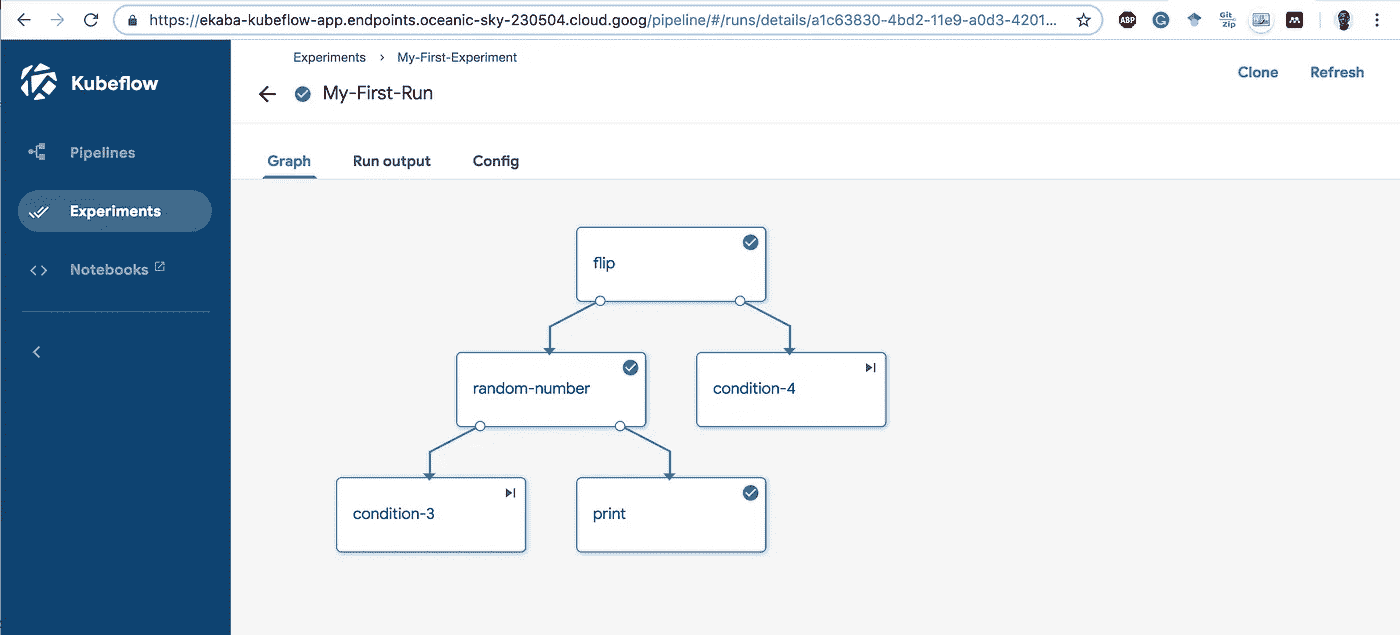 https://ekaba-kubeflow-app.endpoints.oceanic-sky-230504.cloud.goog/pipeline/#/runs/details/a1c63830-4bd2-11e9-a0d3-4201...
ABP
G
Git
Zip
Kubeflow
Experiments › My-First-Experiment
Clone
Refresh
My-First-Run
Pipelines
Experiments
Notebooks
Graph
Run output
Config
flip
random-number
condition-4
condition-3
print